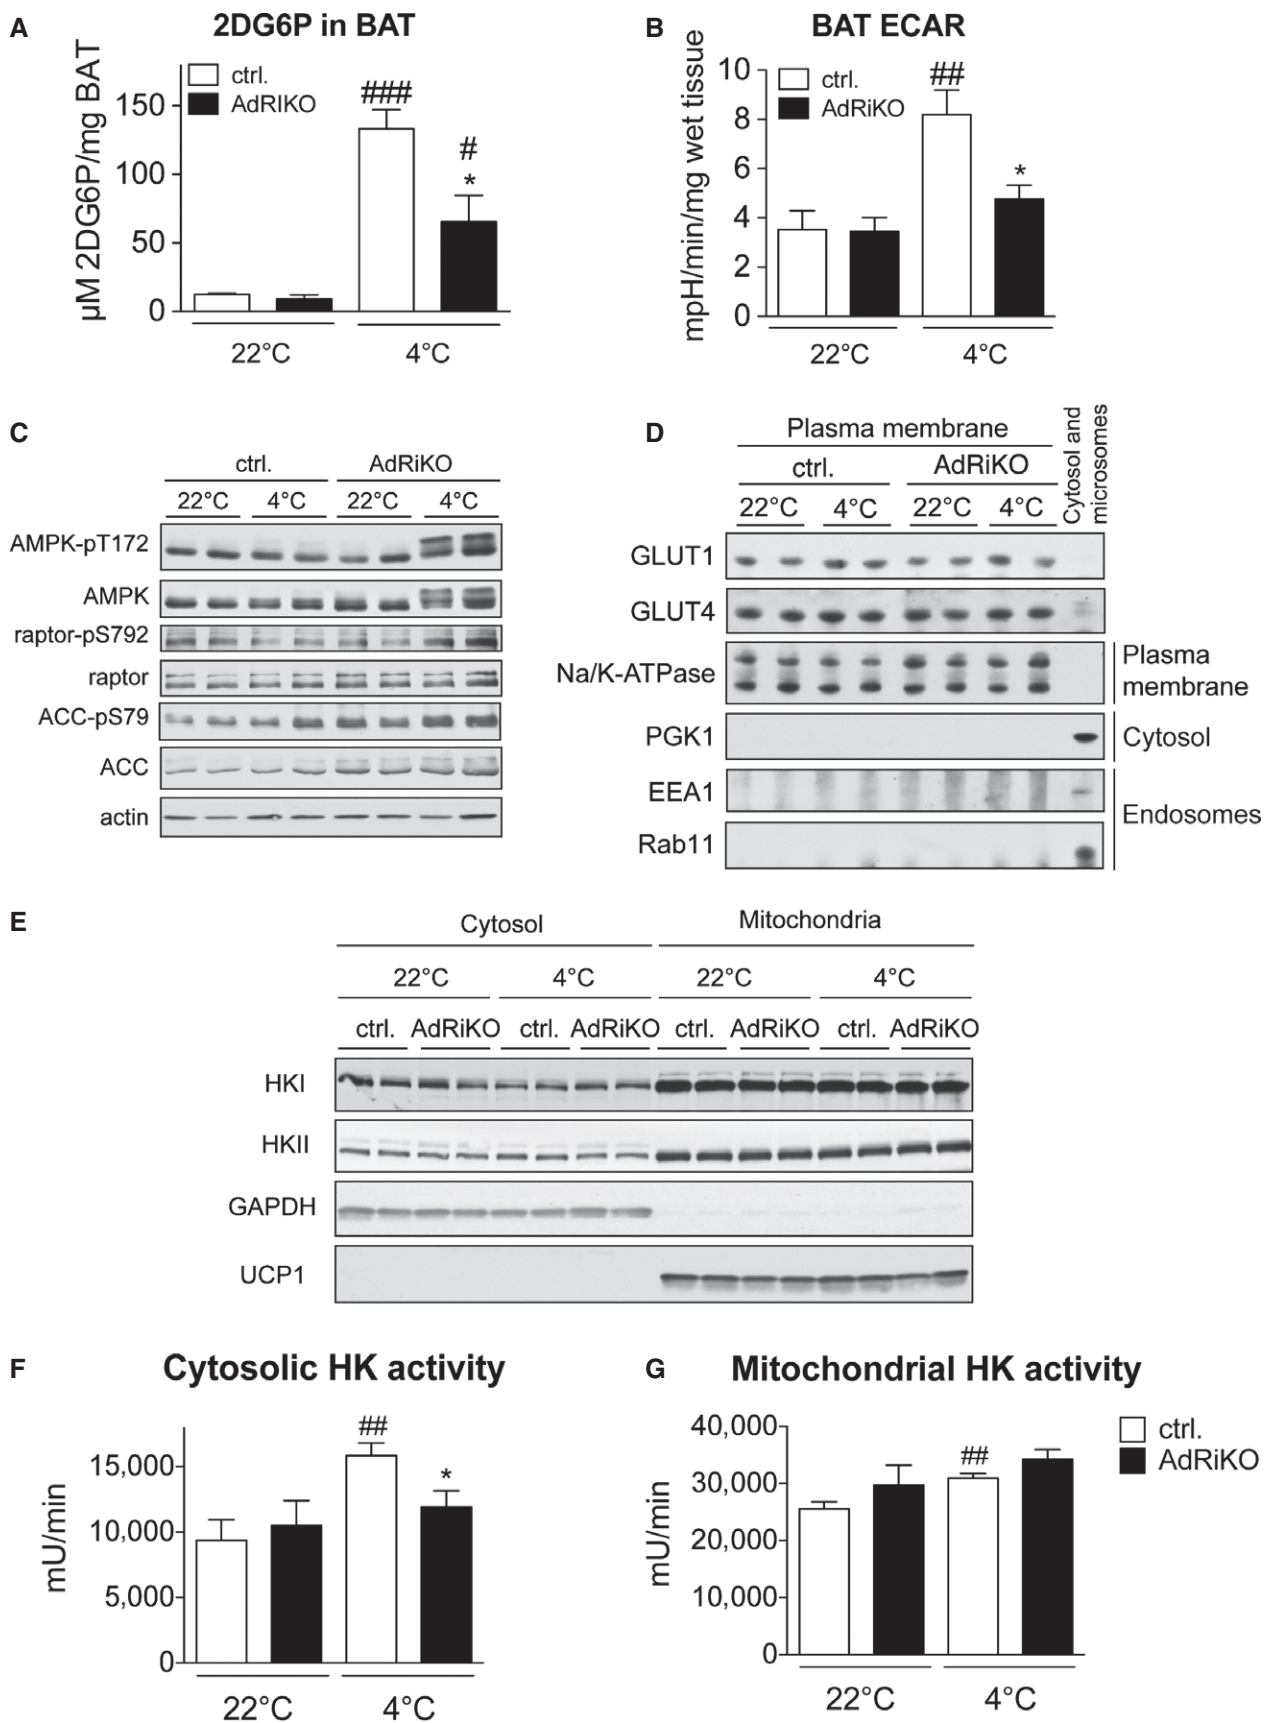 A
2DG6P in BAT
µM 2DG6P/mg BAT
150
100
50
0
ctrl.
AdRIKO
###
#
*
22°C
4°C
B
BAT ECAR
mpH/min/mg wet tissue
10
8
6
4
2
0
ctrl.
AdRiKO
##
*
22°C
4°C
C
ctrl.
AdRiKO
22°C
4°C
22°C
4°C
AMPK-pT172
AMPK
raptor-pS792
raptor
ACC-pS79
ACC
actin
D
Plasma membrane
Cytosol and
microsomes
ctrl.
AdRiKO
22°C
4°C
22°C
4°C
GLUT1
GLUT4
Na/K-ATPase
Plasma
membrane
PGK1
Cytosol
EEA1
Endosomes
Rab11
E
Cytosol
Mitochondria
22°C
4°C
22°C
4°C
ctrl.
AdRiKO
ctrl.
AdRiKO
ctrl.
AdRiKO
ctrl.
AdRiKO
HKI
HKII
GAPDH
UCP1
F
Cytosolic HK activity
mU/min
15,000
10,000
5,000
0
##
*
22°C
4°C
G
Mitochondrial HK activity
mU/min
40,000
30,000
20,000
10,000
0
##
ctrl.
AdRiKO
22°C
4°C